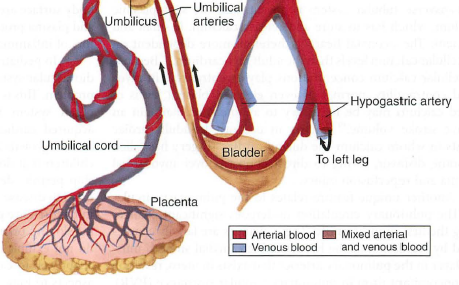 Umbilicus
Umbilical
arteries
Hypogastric artery
Umbilical cord
Bladder
To left leg
Placenta
Arterial blood
Venous blood
Mixed arterial
and venous blood